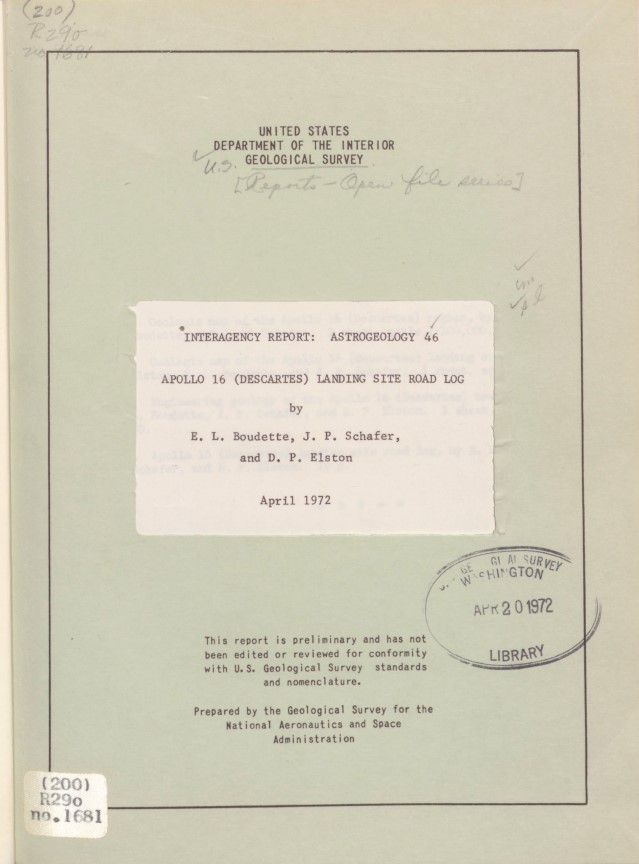 (200)
R290
no. 1681
UNITED STATES
DEPARTMENT OF THE INTERIOR
U.S. GEOLOGICAL SURVEY
[Reports - Open file series]
INTERAGENCY REPORT: ASTROGEOLOGY 46
APOLLO 16 (DESCARTES) LANDING SITE ROAD LOG
by
E. L. Boudette, J. P. Schafer,
and D. P. Elston
April 1972
SURVEY
WASHINGTON
APR 20 1972
LIBRARY
This report is preliminary and has not
been edited or reviewed for conformity
with U.S. Geological Survey standards
and nomenclature.
Prepared by the Geological Survey for the
National Aeronautics and Space
Administration
(200)
R29o
no.1681